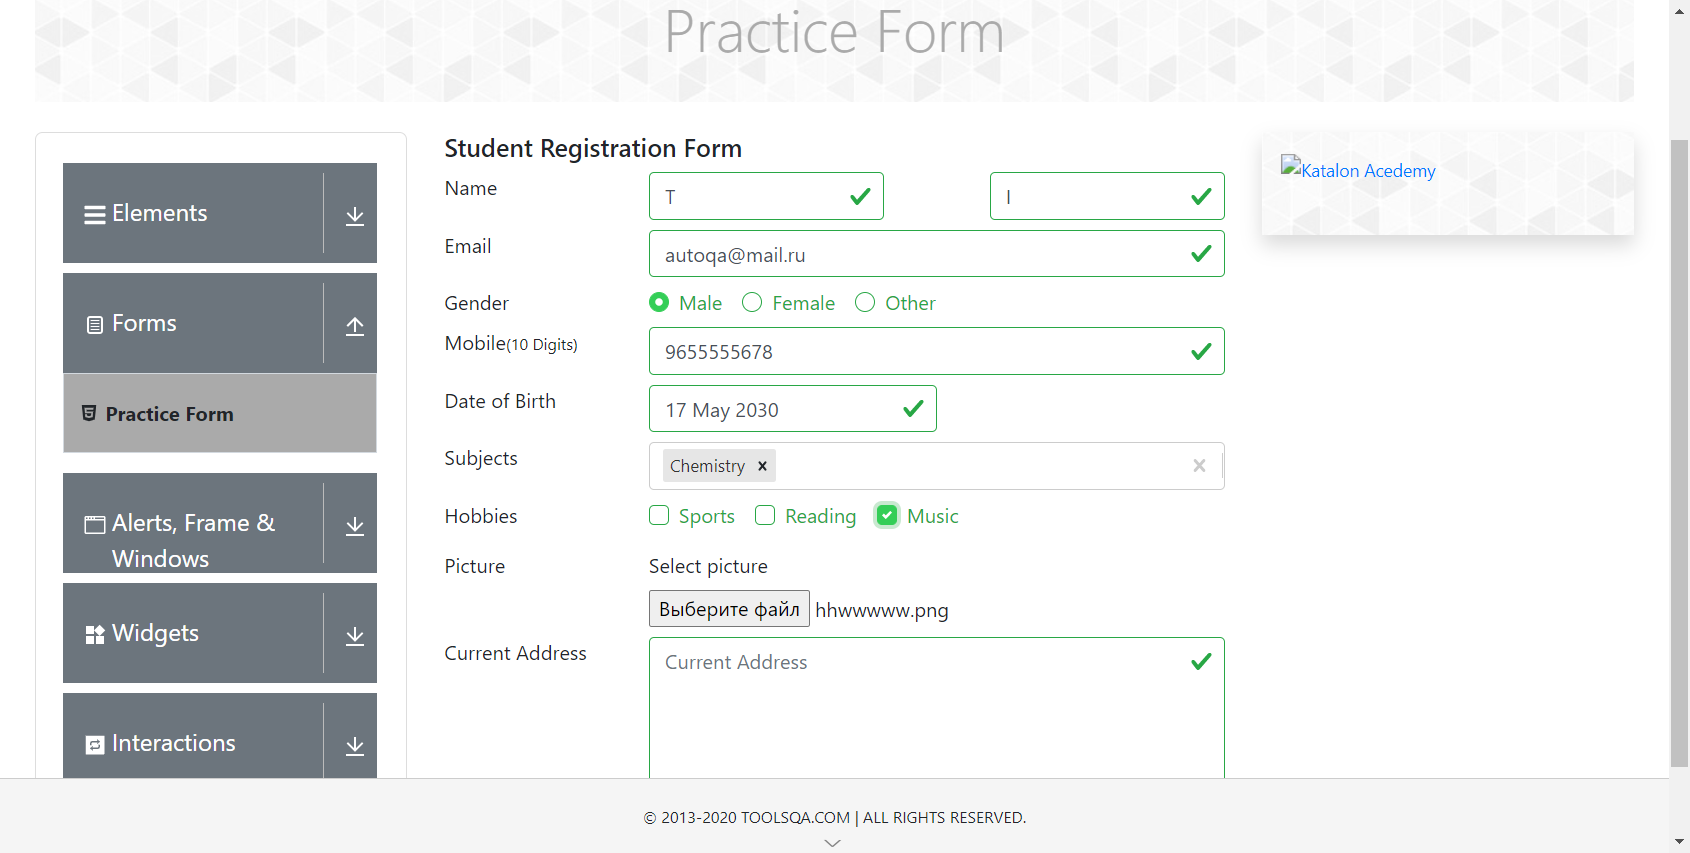 Practice Form
Elements
Forms
Practice Form
Alerts, Frame &
Windows
Widgets
Interactions
Student Registration Form
Name
T
I
Email
autoqa@mail.ru
Gender
Male
Female
Other
Mobile(10 Digits)
9655555678
Date of Birth
17 May 2030
Subjects
Chemistry
Hobbies
Sports
Reading
Music
Picture
Select picture
Выберите файл
hhwwwww.png
Current Address
Current Address
Katalon Acedemy
© 2013-2020 TOOLSQA.COM | ALL RIGHTS RESERVED.